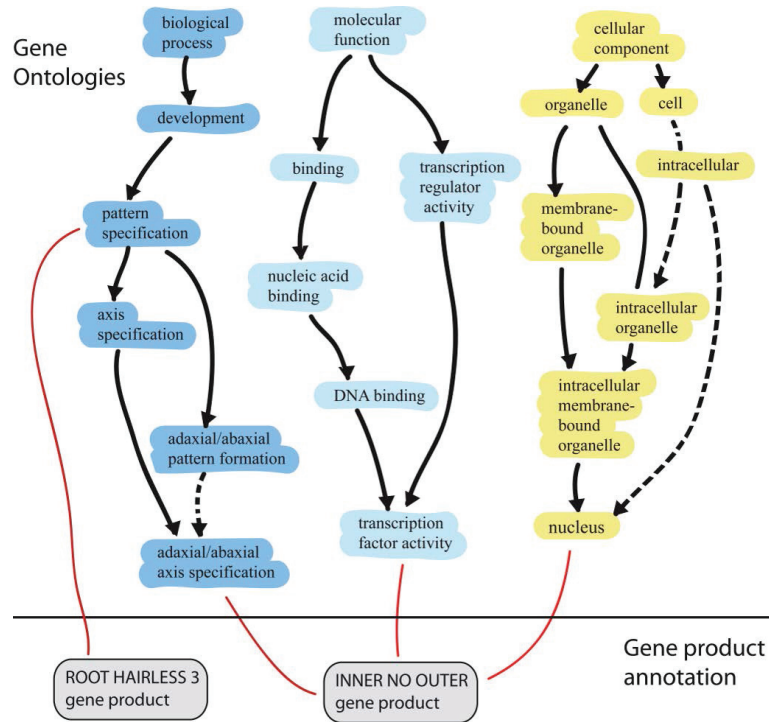 Gene
Ontologies
biological
process
development
pattern
specification
axis
specification
adaxial/abaxial
pattern formation
adaxial/abaxial
axis specification
molecular
function
binding
transcription
regulator
activity
nucleic acid
binding
DNA binding
transcription
factor activity
cellular
component
organelle
cell
intracellular
membrane-
bound
organelle
intracellular
organelle
intracellular
membrane-
bound
organelle
nucleus
ROOT HAIRLESS 3
gene product
INNER NO OUTER
gene product
Gene product
annotation